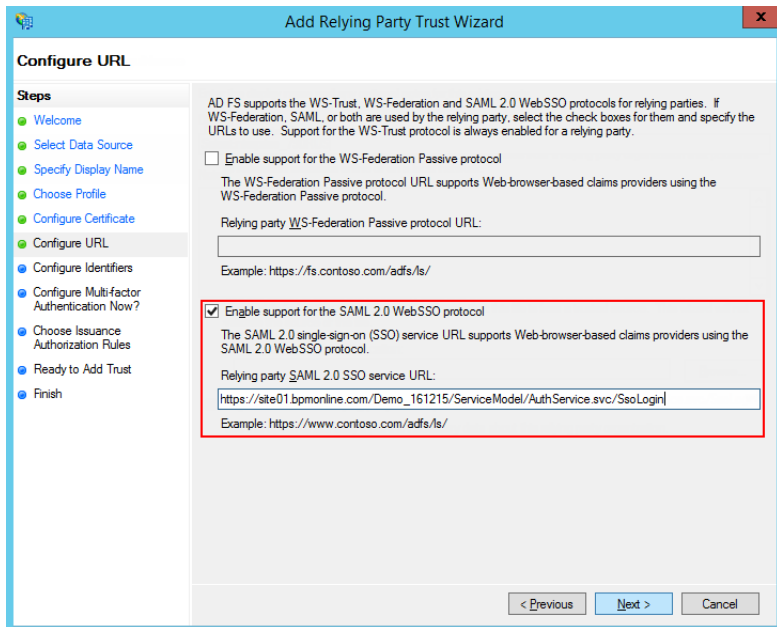 Add Relying Party Trust Wizard
x
Configure URL
Steps
Welcome
Select Data Source
Specify Display Name
Choose Profile
Configure Certificate
Configure URL
Configure Identifiers
Configure Multi-factor
Authentication Now?
Choose Issuance
Authorization Rules
Ready to Add Trust
Finish
AD FS supports the WS-Trust, WS-Federation and SAML 2.0 WebSSO protocols for relying parties. If
WS-Federation, SAML, or both are used by the relying party, select the check boxes for them and specify the
URLs to use. Support for the WS-Trust protocol is always enabled for a relying party.
Enable support for the WS-Federation Passive protocol
The WS-Federation Passive protocol URL supports Web-browser-based claims providers using the
WS-Federation Passive protocol.
Relying party WS-Federation Passive protocol URL:
Example: https://fs.contoso.com/adfs/ls/
Enable support for the SAML 2.0 WebSSO protocol
The SAML 2.0 single-sign-on (SSO) service URL supports Web-browser-based claims providers using the
SAML 2.0 WebSSO protocol.
Relying party SAML 2.0 SSO service URL:
https://site01.bpmonline.com/Demo_161215/ServiceModel/AuthService.svc/SsoLogin
Example: https://www.contoso.com/adfs/ls/
< Previous
Next >
Cancel